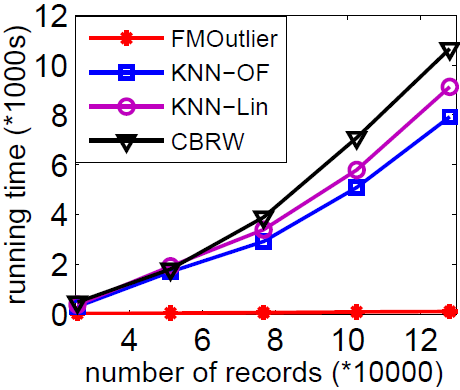 12
10
8
6
4
2
0
running time (*1000s)
FMOutlier
KNN-OF
KNN-Lin
CBRW
4 6 8 10 12
number of records (*10000)